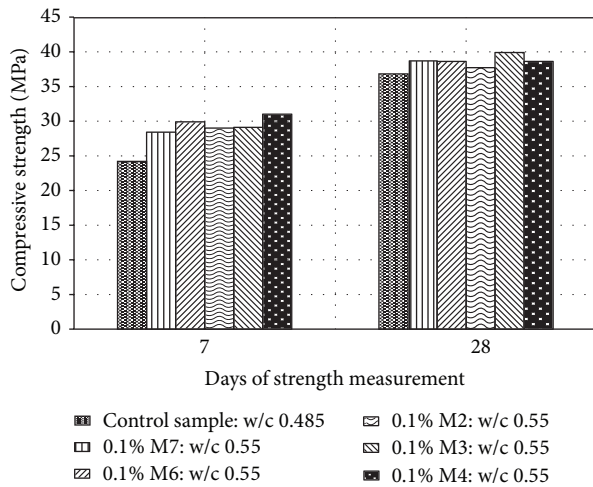 45
40
35
30
25
20
15
10
5
0
Compressive strength (MPa)
7
28
Days of strength measurement
Control sample: w/c 0.485
0.1% M7: w/c 0.55
0.1% M6: w/c 0.55
0.1% M2: w/c 0.55
0.1% M3: w/c 0.55
0.1% M4: w/c 0.55